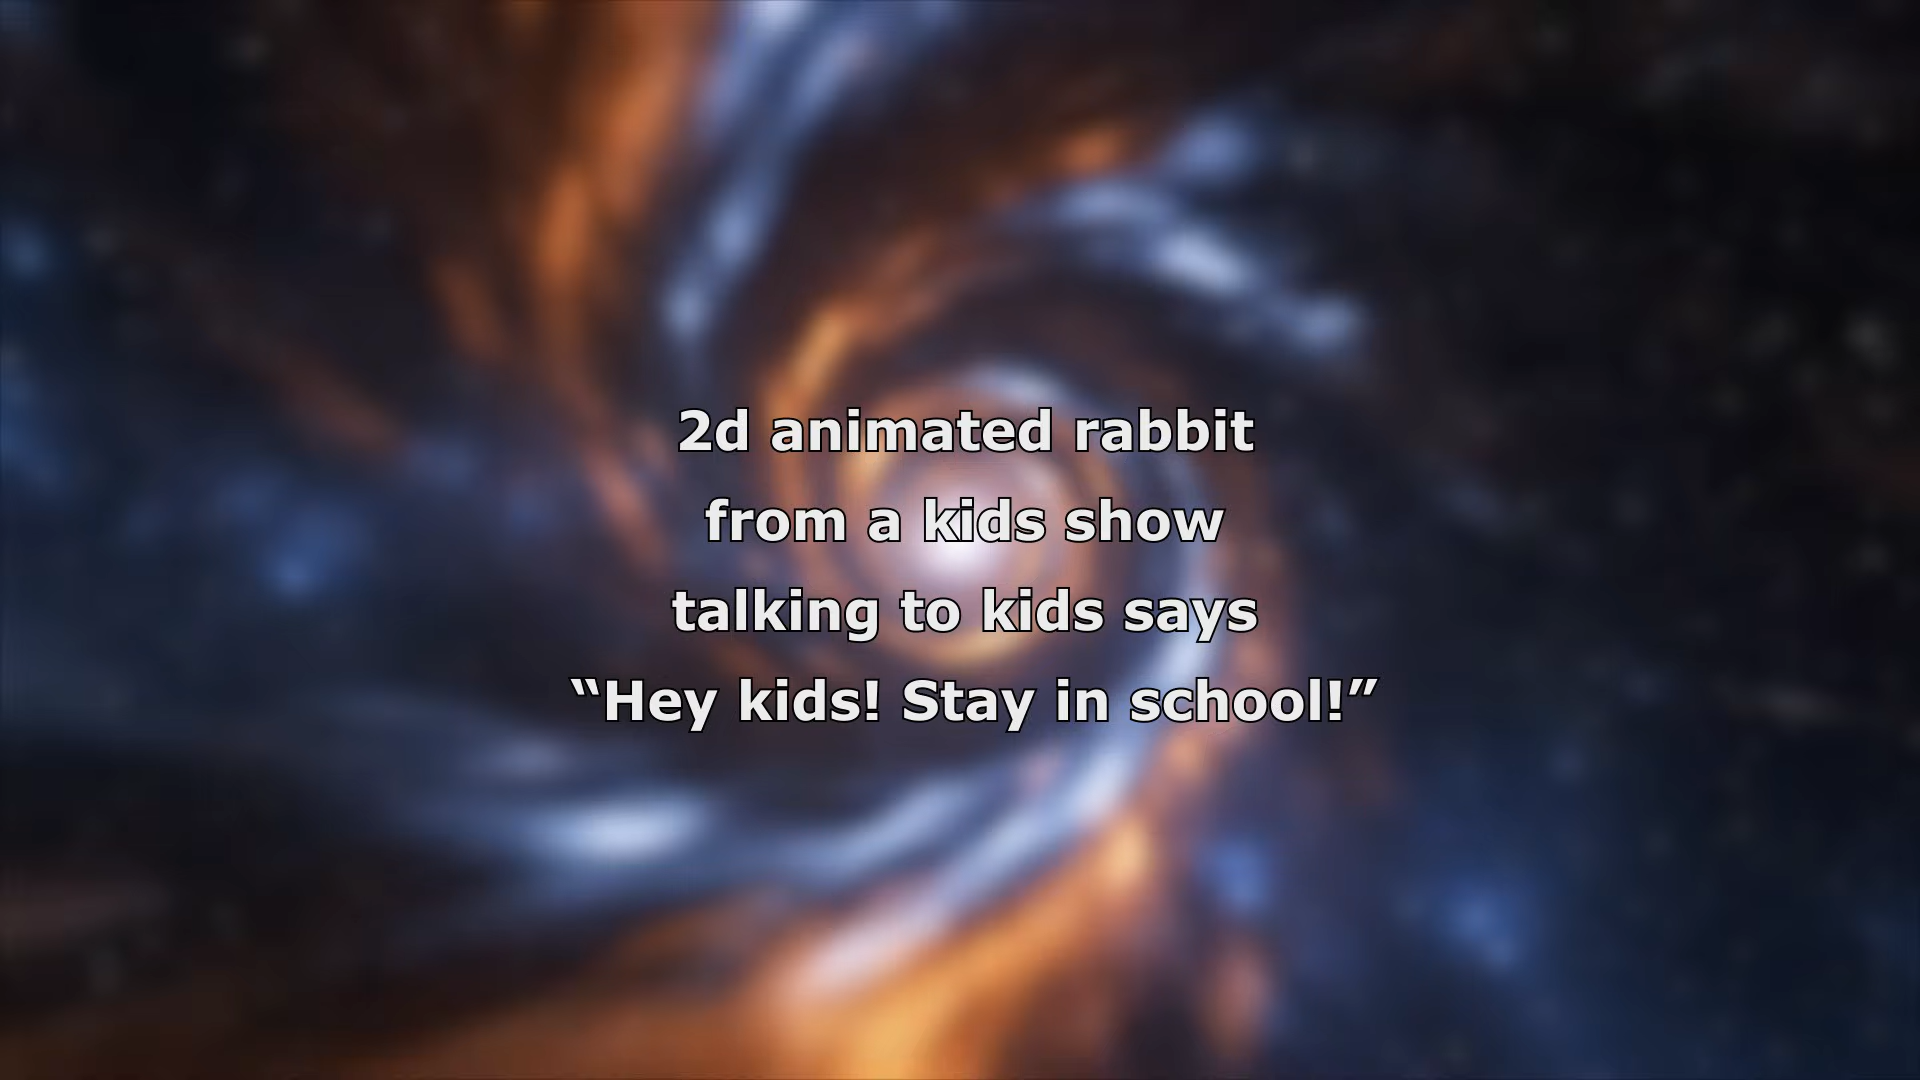 2d animated rabbit
from a kids show
talking to kids says
“Hey kids! Stay in school!”